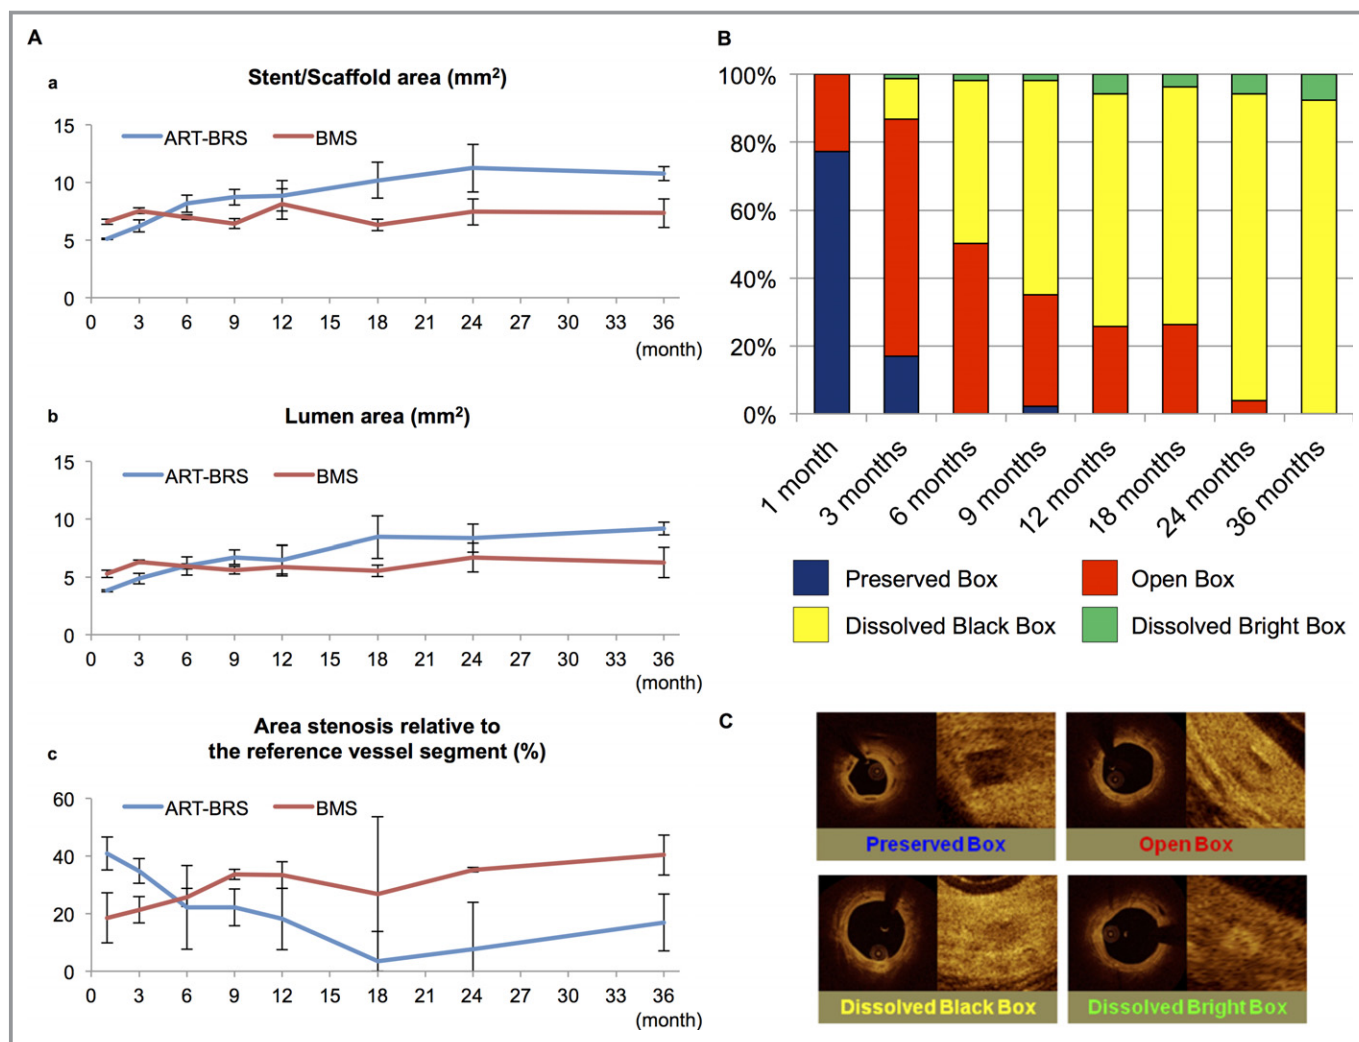 A
a
Stent/Scaffold area (mm²)
ART-BRS BMS
15
10
5
0
0 3 6 9 12 18 21 24 27 30 33 36
(month)
b
Lumen area (mm²)
ART-BRS BMS
15
10
5
0
0 3 6 9 12 18 21 24 27 30 33 36
(month)
c
Area stenosis relative to
the reference vessel segment (%)
ART-BRS BMS
60
40
20
0
0 3 6 9 12 15 18 21 24 27 30 33 36
(month)
B
100%
80%
60%
40%
20%
0%
1 month
3 months
6 months
9 months
12 months
18 months
24 months
36 months
Preserved Box
Open Box
Dissolved Black Box
Dissolved Bright Box
C
Preserved Box
Open Box
Dissolved Black Box
Dissolved Bright Box